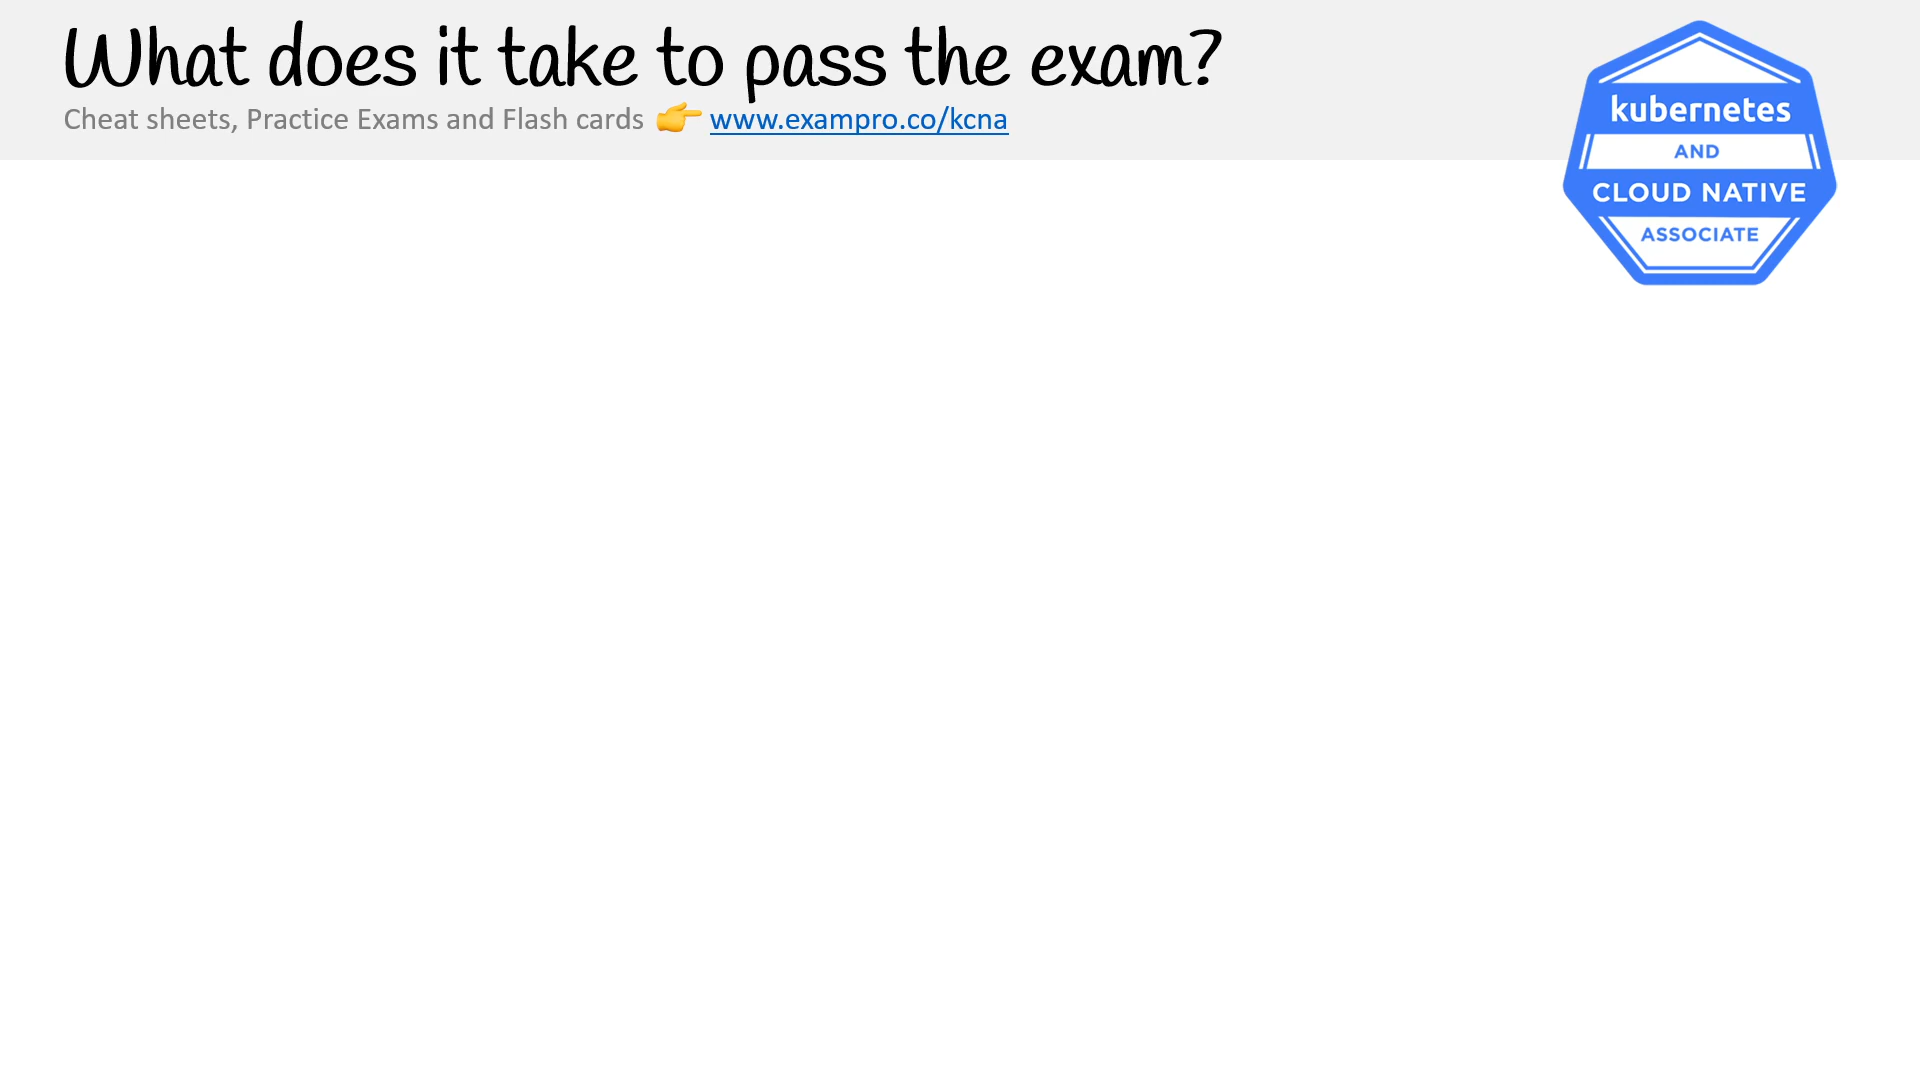 What does it take to pass the exam?
Cheat sheets, Practice Exams and Flash cards 👉 www.exampro.co/kcna
kubernetes
AND
CLOUD NATIVE
ASSOCIATE